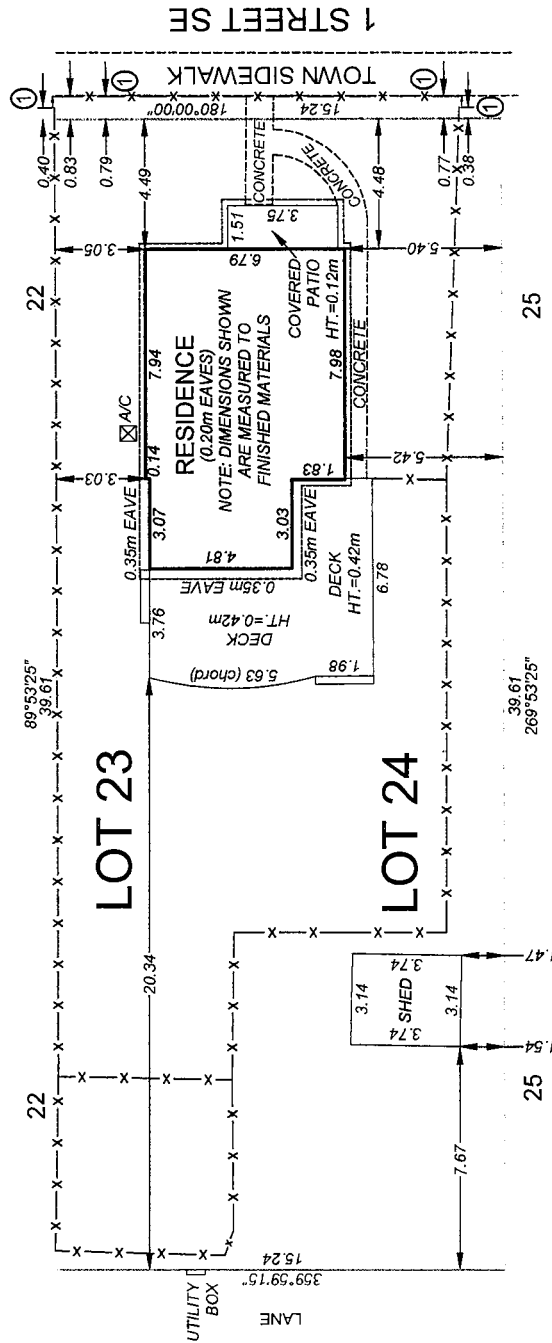 1 STREET SE
TOWN SIDEWALK
180°00'00"
15.24
1
1
1
1
0.40
0.83
0.79
4.49
0.77
0.38
4.48
CONCRETE
CONCRETE
3.75
1.51
6.79
COVERED
PATIO
HT.=0.12m
3.05
5.40
22
25
7.94
RESIDENCE
(0.20m EAVES)
NOTE: DIMENSIONS SHOWN
ARE MEASURED TO
FINISHED MATERIALS
7.98
CONCRETE
A/C
0.14
3.03
1.83
5.42
0.35m EAVE
3.07
4.81
3.03
0.35m EAVE
0.35m EAVE
DECK
HT.=0.42m
6.78
3.76
DECK
HT.=0.42m
5.63 (chord)
1.98
89°53'25"
39.61
39.61
269°53'25"
LOT 23
LOT 24
20.34
3.74
3.14
SHED
3.14
3.74
1.47
1.54
22
25
7.67
15.24
359°59'15"
UTILITY
BOX
LANE